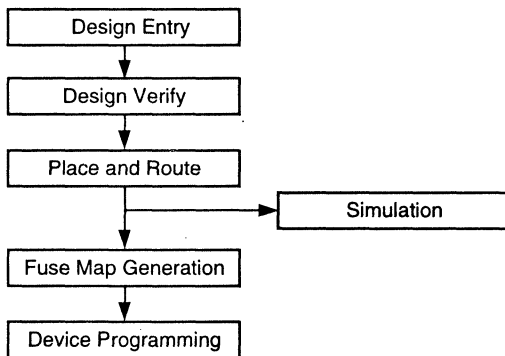 Design Entry
Design Verify
Place and Route
Simulation
Fuse Map Generation
Device Programming